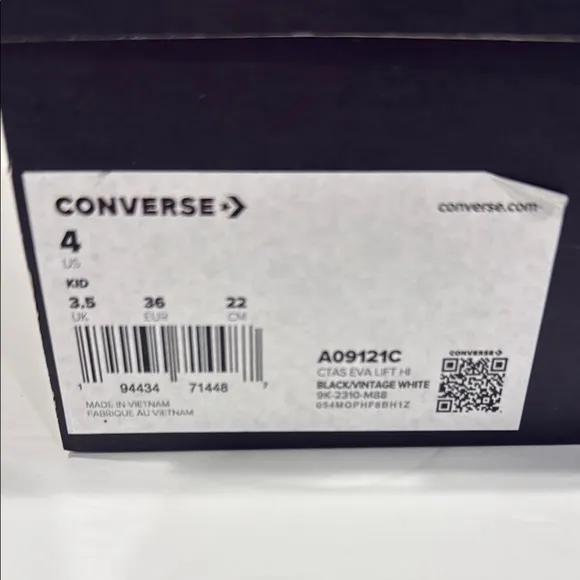 CONVERSE
converse.com
4
US
KID
3.5 36 22
UK EUR CM
1 94434 71448 7
MADE IN VIETNAM
FABRIQUE AU VIETNAM
A09121C
CTAS EVA LIFT HI
BLACK/VINTAGE WHITE
9K-2310-M88
CONVERSE